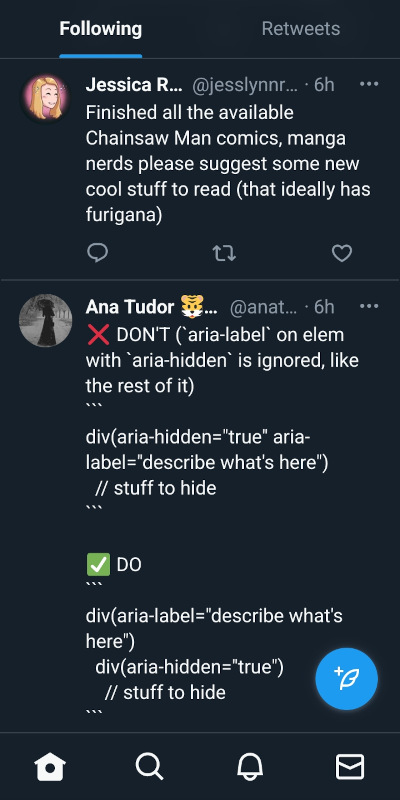 Following
Retweets
Jessica R... @jesslynnr... · 6h
Finished all the available
Chainsaw Man comics, manga
nerds please suggest some new
cool stuff to read (that ideally has
furigana)
Ana Tudor 🐯... @anat... · 6h
❌ DON'T (`aria-label` on elem
with `aria-hidden` is ignored, like
the rest of it)
```
div(aria-hidden="true" aria-
label="describe what's here")
// stuff to hide
```
✅ DO
```
div(aria-label="describe what's
here")
div(aria-hidden="true")
// stuff to hide
```